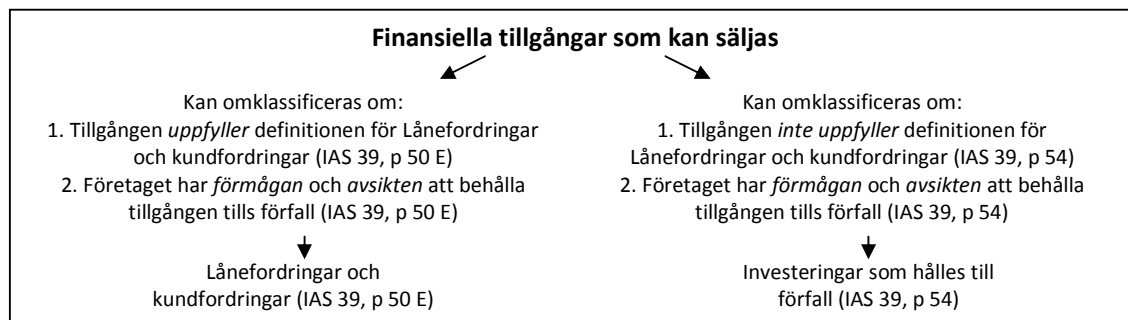 Finansiella tillgångar som kan säljas
Kan omklassificeras om:
1. Tillgången uppfyller definitionen för Lånefordringar
och kundfordringar (IAS 39, p 50 E)
2. Företaget har förmågan och avsikten att behålla
tillgången tills förfall (IAS 39, p 50 E)
Lånefordringar och
kundfordringar (IAS 39, p 50 E)
Kan omklassificeras om:
1. Tillgången inte uppfyller definitionen för
Lånefordringar och kundfordringar (IAS 39, p 54)
2. Företaget har förmågan och avsikten att behålla
tillgången tills förfall (IAS 39, p 54)
Investeringar som hålles till
förfall (IAS 39, p 54)